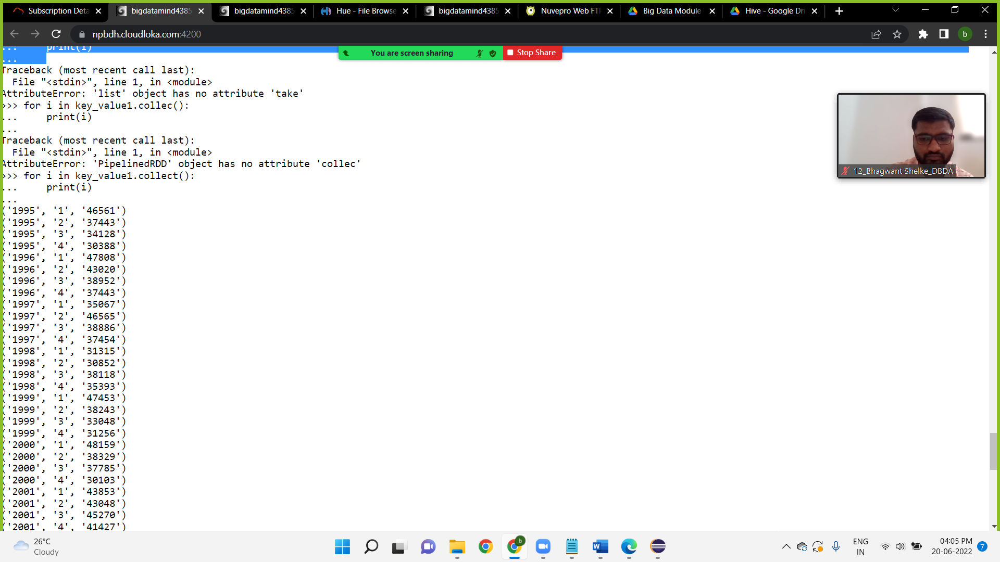 Subscription Deta
bigdatamind4385
bigdatamind4385
Hue - File Browse
bigdatamind4385
Nuvepro Web FTP
Big Data Module
Hive - Google Dri
npbdh.cloudloka.com:4200
b
... print(i)
You are screen sharing
Stop Share
...
Traceback (most recent call last):
File "<stdin>", line 1, in <module>
AttributeError: 'list' object has no attribute 'take'
>>> for i in key_value1.collec():
... print(i)
...
Traceback (most recent call last):
File "<stdin>", line 1, in <module>
AttributeError: 'PipelinedRDD' object has no attribute 'collec'
>>> for i in key_value1.collect():
... print(i)
...
('1995', '1', '46561')
('1995', '2', '37443')
('1995', '3', '34128')
('1995', '4', '30388')
('1996', '1', '47808')
('1996', '2', '43020')
('1996', '3', '38952')
('1996', '4', '37443')
('1997', '1', '35067')
('1997', '2', '46565')
('1997', '3', '38886')
('1997', '4', '37454')
('1998', '1', '31315')
('1998', '2', '30852')
('1998', '3', '38118')
('1998', '4', '35393')
('1999', '1', '47453')
('1999', '2', '38243')
('1999', '3', '33048')
('1999', '4', '31256')
('2000', '1', '48159')
('2000', '2', '38329')
('2000', '3', '37785')
('2000', '4', '30103')
('2001', '1', '43853')
('2001', '2', '43048')
('2001', '3', '45270')
('2001', '4', '41427')
12_Bhagwant Shelke_DBDA
26°C
Cloudy
b
ENG
IN
04:05 PM
20-06-2022
7